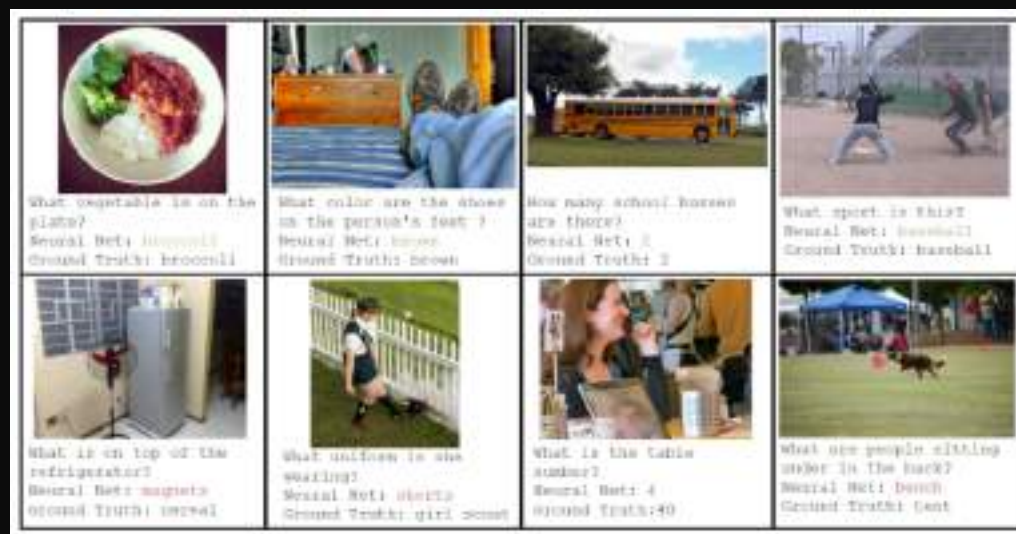 What vegetable is on the
plate?
Neural Net: broccoli
Ground Truth: broccoli
What color are the shoes
on the person's feet ?
Neural Net: brown
Ground Truth: brown
How many school busses
are there?
Neural Net: 2
Ground Truth: 2
What sport is this?
Neural Net: baseball
Ground Truth: baseball
What is on top of the
refrigerator?
Neural Net: magnets
Ground Truth: cereal
What uniform is she
wearing?
Neural Net: shorts
Ground Truth: girl scout
What is the table
number?
Neural Net: 4
Ground Truth:40
What are people sitting
under in the back?
Neural Net: bench
Ground Truth: tent